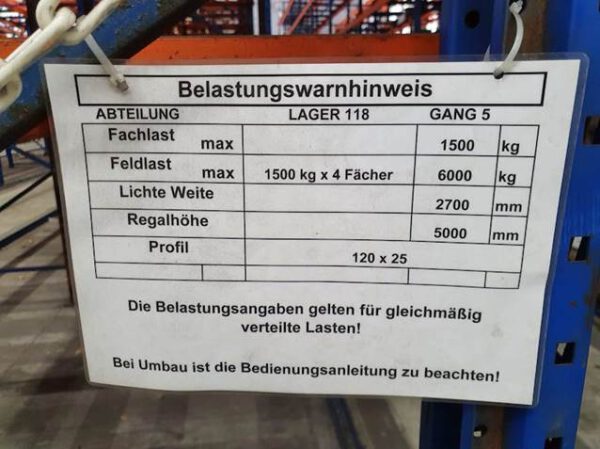 Belastungswarnhinweis
ABTEILUNG LAGER 118 GANG 5
Fachlast max 1500 kg
Feldlast max 1500 kg x 4 Fächer 6000 kg
Lichte Weite 2700 mm
Regalhöhe 5000 mm
Profil 120 x 25
Die Belastungsangaben gelten für gleichmäßig
verteilte Lasten!
Bei Umbau ist die Bedienungsanleitung zu beachten!